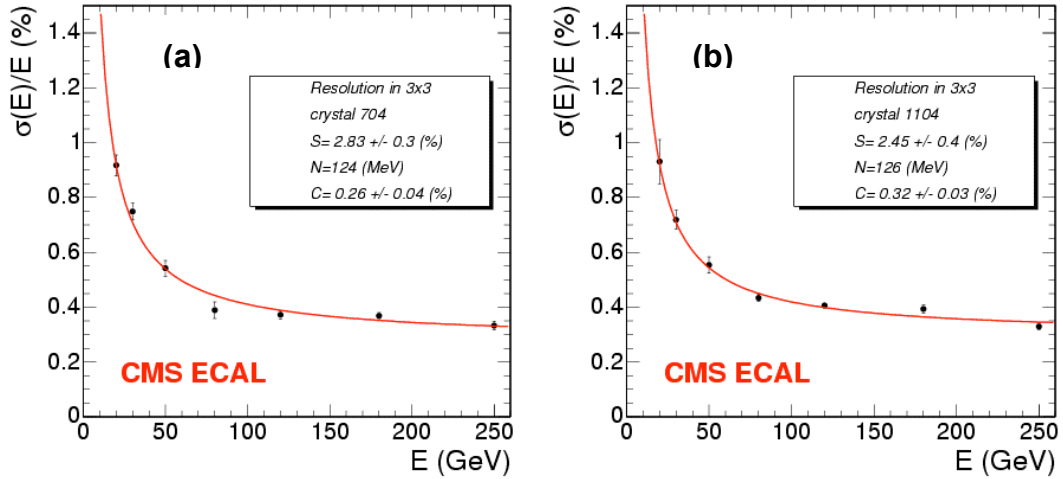 σ(E)/E (%)
1.4
1.2
1
0.8
0.6
0.4
0.2
0
(a)
Resolution in 3x3
crystal 704
S= 2.83 +/- 0.3 (%)
N=124 (MeV)
C= 0.26 +/- 0.04 (%)
CMS ECAL
0 50 100 150 200 250
E (GeV)
σ(E)/E (%)
1.4
1.2
1
0.8
0.6
0.4
0.2
0
(b)
Resolution in 3x3
crystal 1104
S= 2.45 +/- 0.4 (%)
N=126 (MeV)
C= 0.32 +/- 0.03 (%)
CMS ECAL
0 50 100 150 200 250
E (GeV)